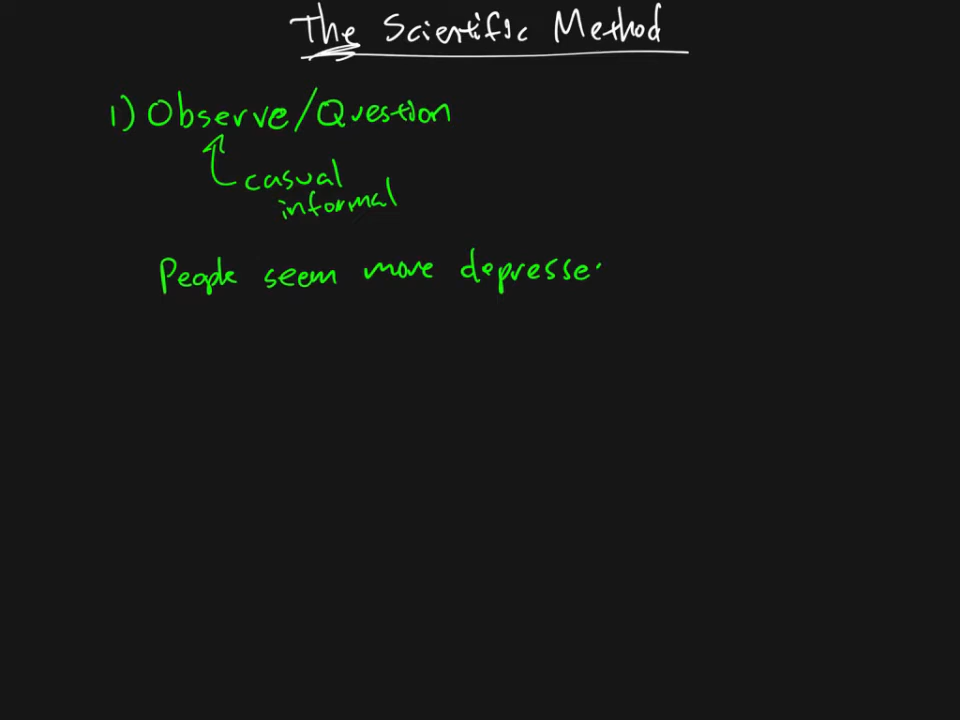 The Scientific Method
1) Observe/Question
casual
informal
People seem more depresse